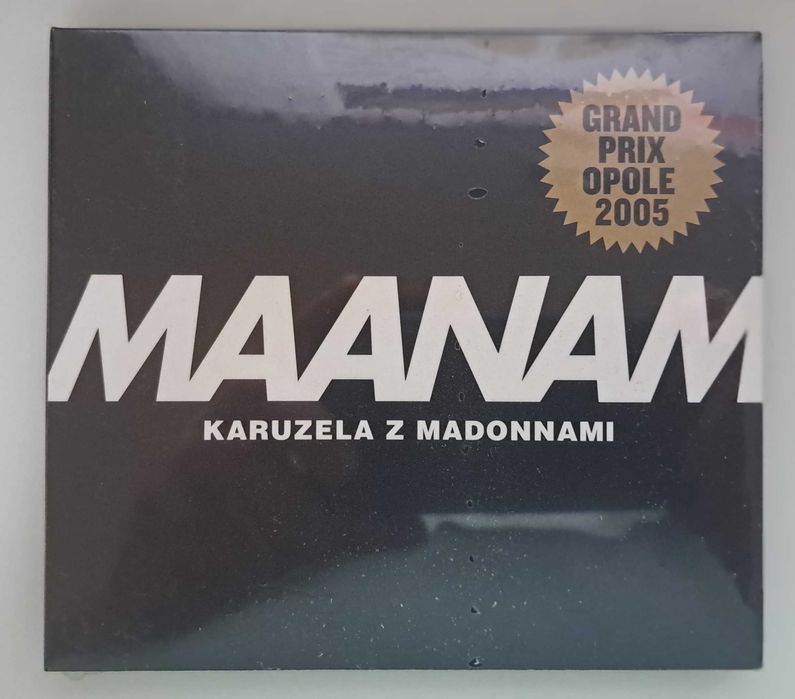 GRAND
PRIX
OPOLE
2005
MAANAM
KARUZELA Z MADONNAMI